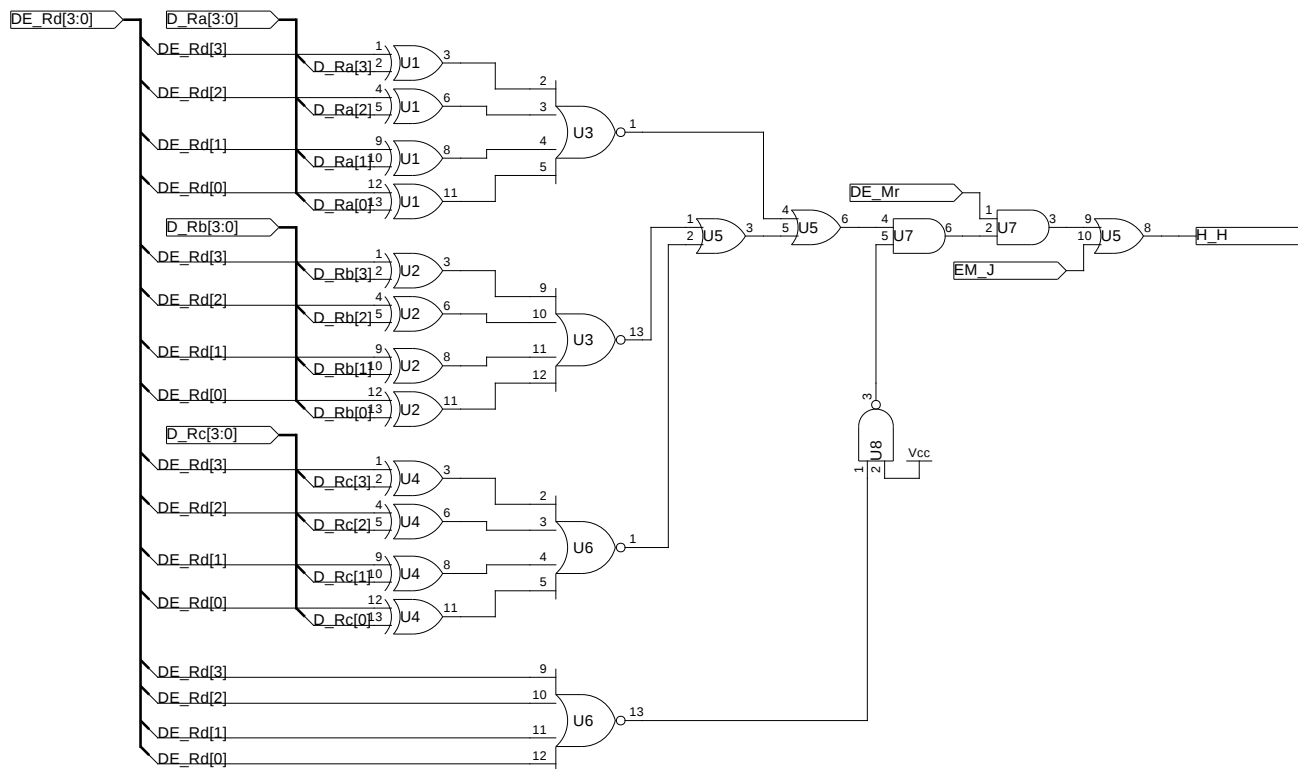 DE_Rd[3:0]
D_Ra[3:0]
DE_Rd[3] 1
D_Ra[3] 2 U1 3
DE_Rd[2] 4
D_Ra[2] 5 U1 6
DE_Rd[1] 9
D_Ra[1] 10 U1 8
DE_Rd[0] 12
D_Ra[0] 13 U1 11
2
3
4
5
U3 1
D_Rb[3:0]
DE_Rd[3] 1
D_Rb[3] 2 U2 3
DE_Rd[2] 4
D_Rb[2] 5 U2 6
DE_Rd[1] 9
D_Rb[1] 10 U2 8
DE_Rd[0] 12
D_Rb[0] 13 U2 11
9
10
11
12
U3 13
D_Rc[3:0]
DE_Rd[3] 1
D_Rc[3] 2 U4 3
DE_Rd[2] 4
D_Rc[2] 5 U4 6
DE_Rd[1] 9
D_Rc[1] 10 U4 8
DE_Rd[0] 12
D_Rc[0] 13 U4 11
2
3
4
5
U6 1
DE_Rd[3] 9
DE_Rd[2] 10
DE_Rd[1] 11
DE_Rd[0] 12
U6 13
1
2 U5 3
4
5 U5 6
4
5 U7 6
DE_Mr
1
2 U7 3
9
10 U5 8
EM_J
H_H
3
U8
1
2
Vcc